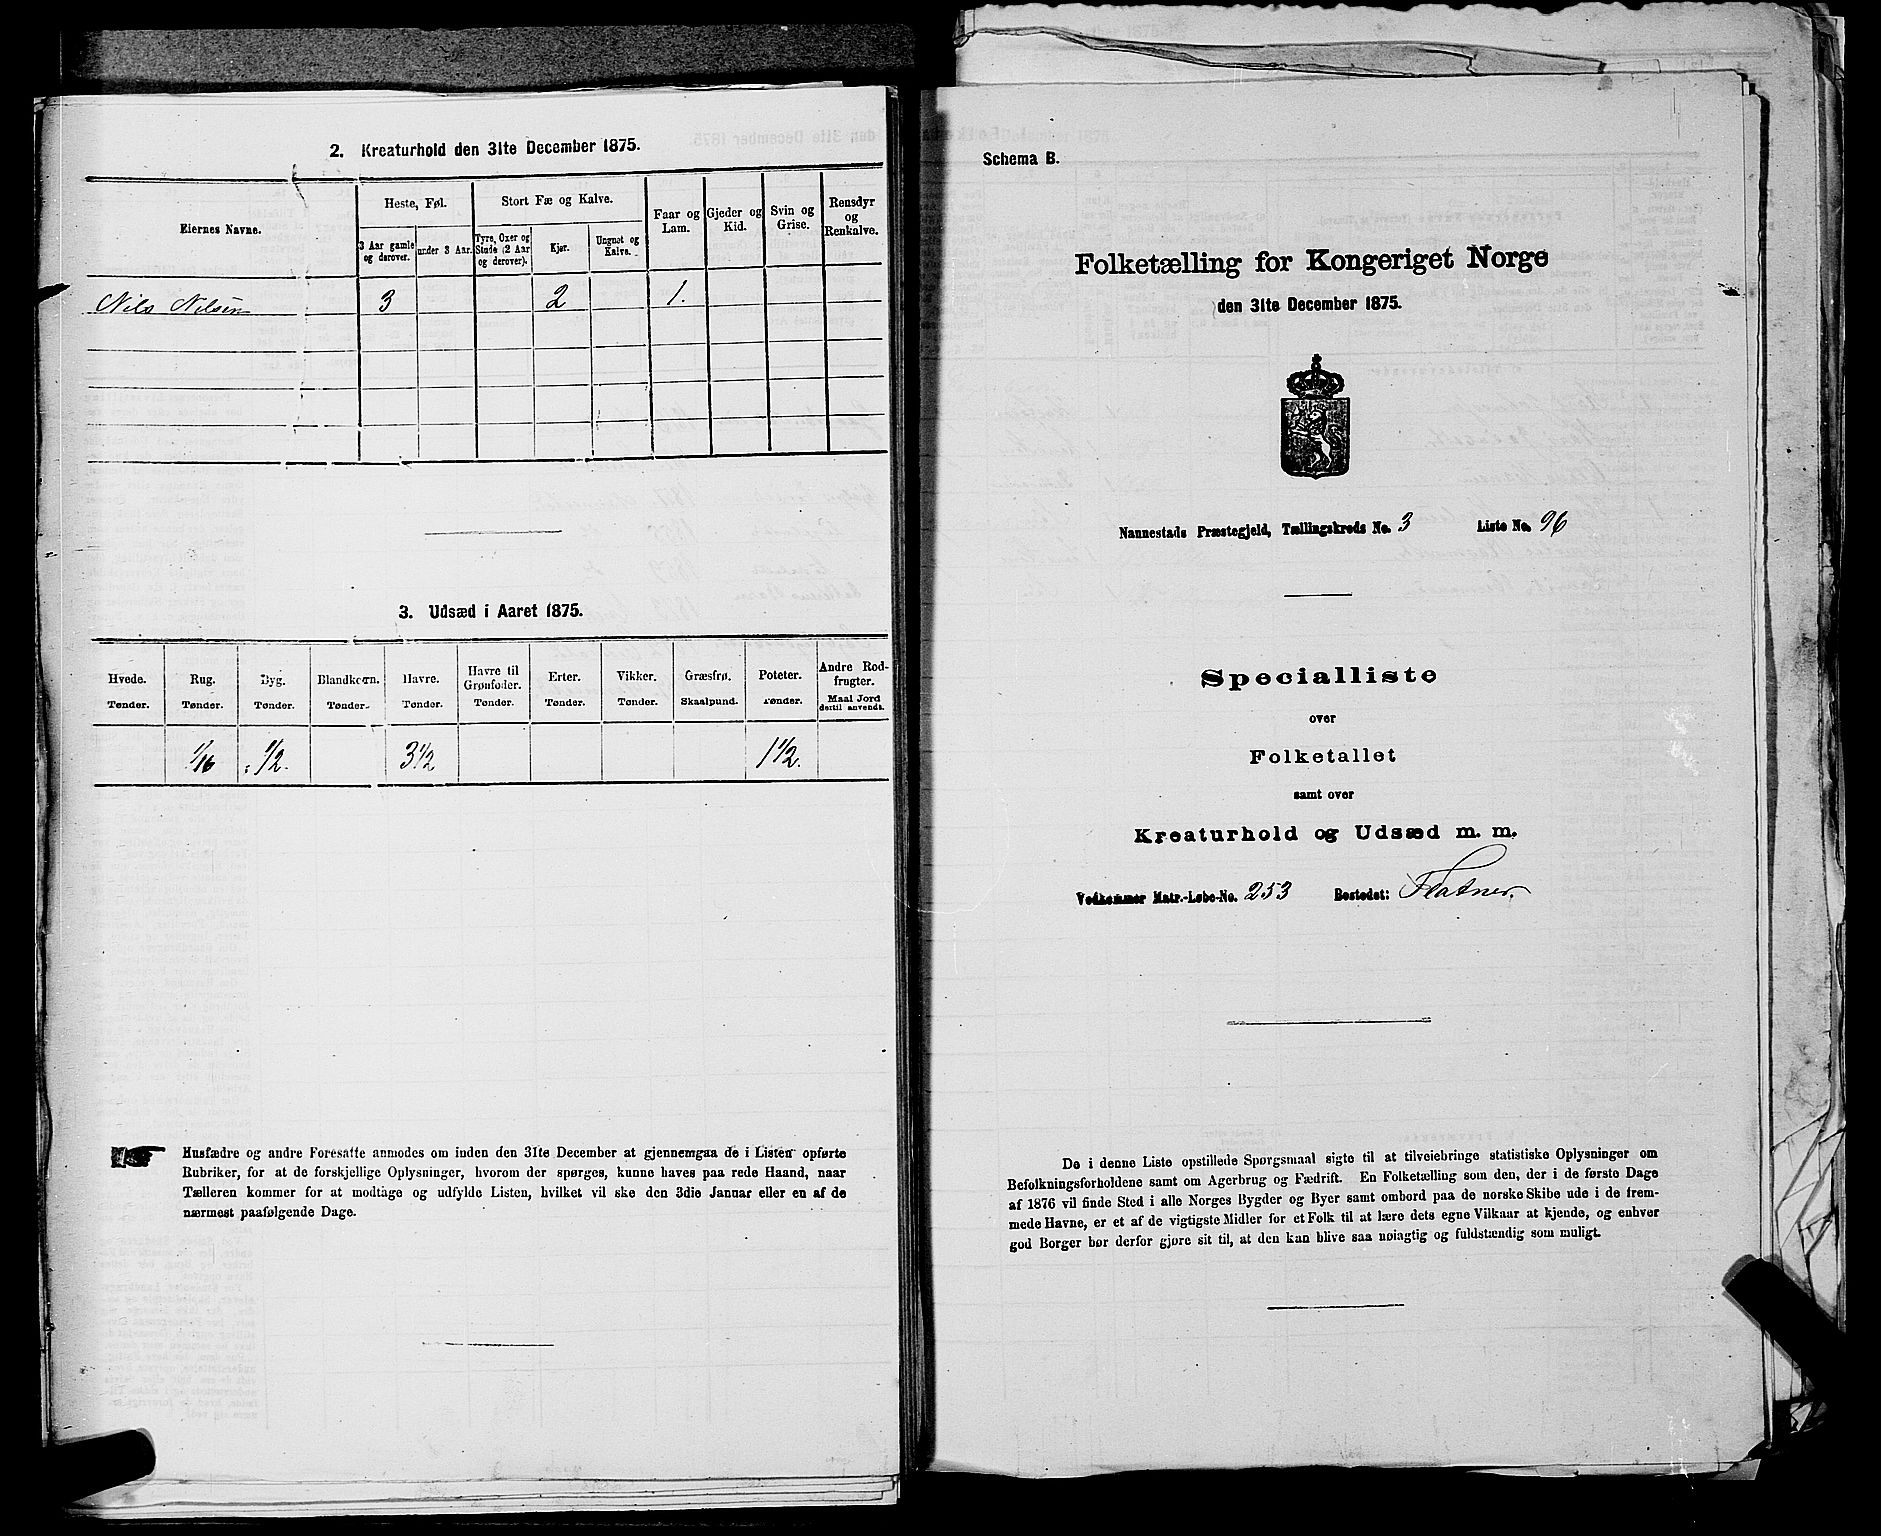 2. Kreaturhold den 31te December 1875.
Eiernes Navne.
Heste, Føl.
Stort Fæ og Kalve.
Faar og Lam.
Gjeder og Kid.
Svin og Grise.
Rensdyr og Renkalve.
3 Aar gamle og derover.
under 3 Aar.
Tyre, Oxer og Stude (2 Aar og derover).
Kjør.
Ungnøt og Kalve.
Nils Nilsen 3 2 1.
3. Udsæd i Aaret 1875.
Hvede. Rug. Byg. Blandkorn. Havre. Havre til Grønfoder. Erter. Vikker. Græsfrø. Poteter. Andre Rodfrugter.
Tønder. Tønder. Tønder. Tønder. Tønder. Tønder. Tønder. Tønder. Skaalpund. Tønder. Maal Jord dertil anvendt.
1/16 1/2. 3 1/2 1 1/2.
Husfædre og andre Foresatte anmodes om inden den 31te December at gjennemgaa de i Listen opførte
Rubriker, for at de forskjellige Oplysninger, hvorom der spørges, kunne haves paa rede Haand, naar
Tælleren kommer for at modtage og udfylde Listen, hvilket vil ske den 3die Januar eller en af de
nærmest paafølgende Dage.
Schema B.
Folketælling for Kongeriget Norge
den 31te December 1875.
Nannestads Præstegjeld, Tællingskreds No. 3 Liste No. 96
Specialliste
over
Folketallet
samt over
Kreaturhold og Udsæd m. m.
Vedkommer Matr.-Løbe-No. 253 Bostedet: Flatner.
De i denne Liste opstillede Spørgsmaal sigte til at tilveiebringe statistiske Oplysninger om
Befolkningsforholdene samt om Agerbrug og Fædrift. En Folketælling som den, der i de første Dage
af 1876 vil finde Sted i alle Norges Bygder og Byer samt ombord paa de norske Skibe ude i de frem-
mede Havne, er et af de vigtigste Midler for et Folk til at lære dets egne Vilkaar at kjende, og enhver
god Borger bør derfor gjøre sit til, at den kan blive saa nøiagtig og fuldstændig som muligt.